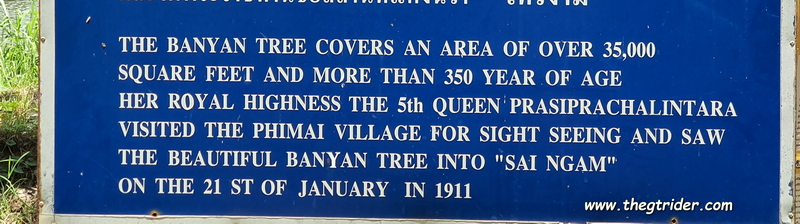 THE BANYAN TREE COVERS AN AREA OF OVER 35,000
SQUARE FEET AND MORE THAN 350 YEAR OF AGE
HER ROYAL HIGHNESS THE 5th QUEEN PRASIPRACHALINTARA
VISITED THE PHIMAI VILLAGE FOR SIGHT SEEING AND SAW
THE BEAUTIFUL BANYAN TREE INTO "SAI NGAM"
ON THE 21 ST OF JANUARY IN 1911
www.thegtrider.com